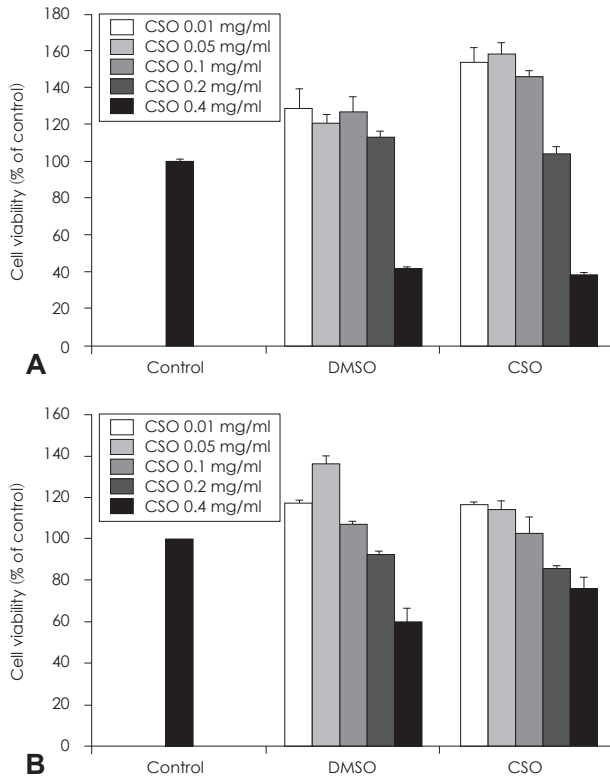 Cell viability (% of control)
180
160
140
120
100
80
60
40
20
0
CSO 0.01 mg/ml
CSO 0.05 mg/ml
CSO 0.1 mg/ml
CSO 0.2 mg/ml
CSO 0.4 mg/ml
A
Control DMSO CSO
Cell viability (% of control)
160
140
120
100
80
60
40
20
0
CSO 0.01 mg/ml
CSO 0.05 mg/ml
CSO 0.1 mg/ml
CSO 0.2 mg/ml
CSO 0.4 mg/ml
B
Control DMSO CSO